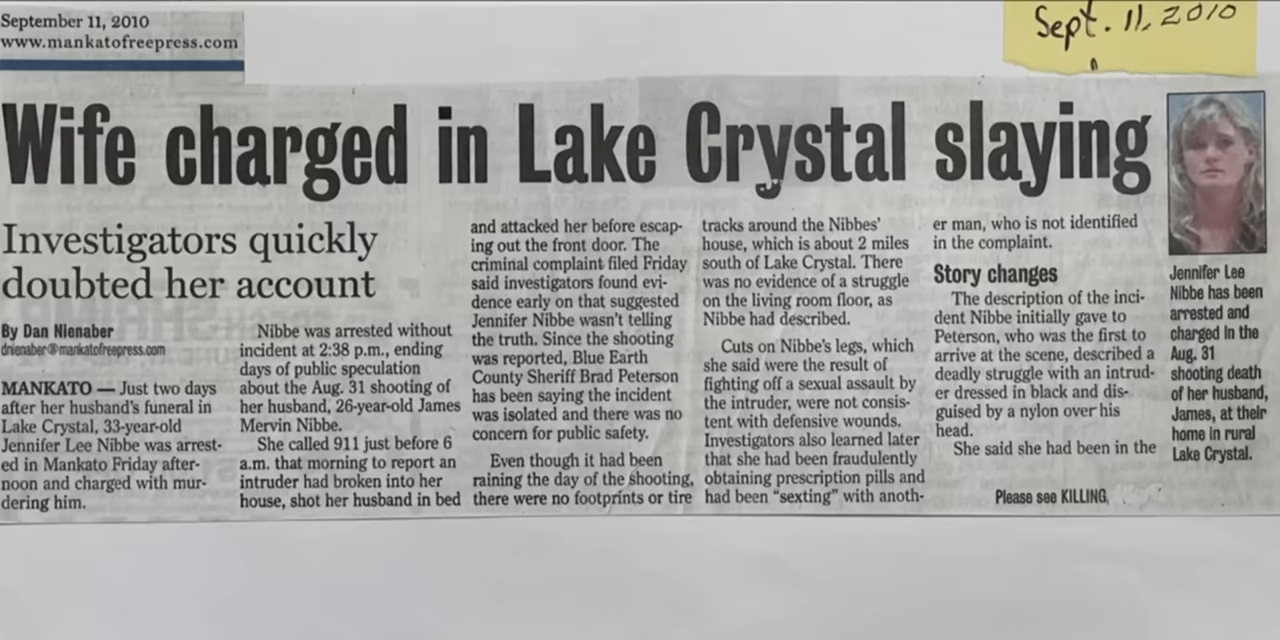 September 11, 2010
www.mankatofreepress.com
Sept. 11, 2010
Wife charged in Lake Crystal slaying
Investigators quickly
doubted her account
By Dan Nienaber
dnienaber@mankatofreepress.com
MANKATO — Just two days
after her husband's funeral in
Lake Crystal, 33-year-old
Jennifer Lee Nibbe was arrest-
ed in Mankato Friday after-
noon and charged with mur-
dering him.
Nibbe was arrested without
incident at 2:38 p.m., ending
days of public speculation
about the Aug. 31 shooting of
her husband, 26-year-old James
Mervin Nibbe.
She called 911 just before 6
a.m. that morning to report an
intruder had broken into her
house, shot her husband in bed
and attacked her before escap-
ing out the front door. The
criminal complaint filed Friday
said investigators found evi-
dence early on that suggested
Jennifer Nibbe wasn't telling
the truth. Since the shooting
was reported, Blue Earth
County Sheriff Brad Peterson
has been saying the incident
was isolated and there was no
concern for public safety.
Even though it had been
raining the day of the shooting,
there were no footprints or tire
tracks around the Nibbes'
house, which is about 2 miles
south of Lake Crystal. There
was no evidence of a struggle
on the living room floor, as
Nibbe had described.
Cuts on Nibbe's legs, which
she said were the result of
fighting off a sexual assault by
the intruder, were not consis-
tent with defensive wounds.
Investigators also learned later
that she had been fraudulently
obtaining prescription pills and
had been "sexting" with anoth-
er man, who is not identified
in the complaint.
Story changes
The description of the inci-
dent Nibbe initially gave to
Peterson, who was the first to
arrive at the scene, described a
deadly struggle with an intrud-
er dressed in black and dis-
guised by a nylon over his
head.
She said she had been in the
Please see KILLING,
Jennifer Lee
Nibbe has been
arrested and
charged in the
Aug. 31
shooting death
of her husband,
James, at their
home in rural
Lake Crystal.